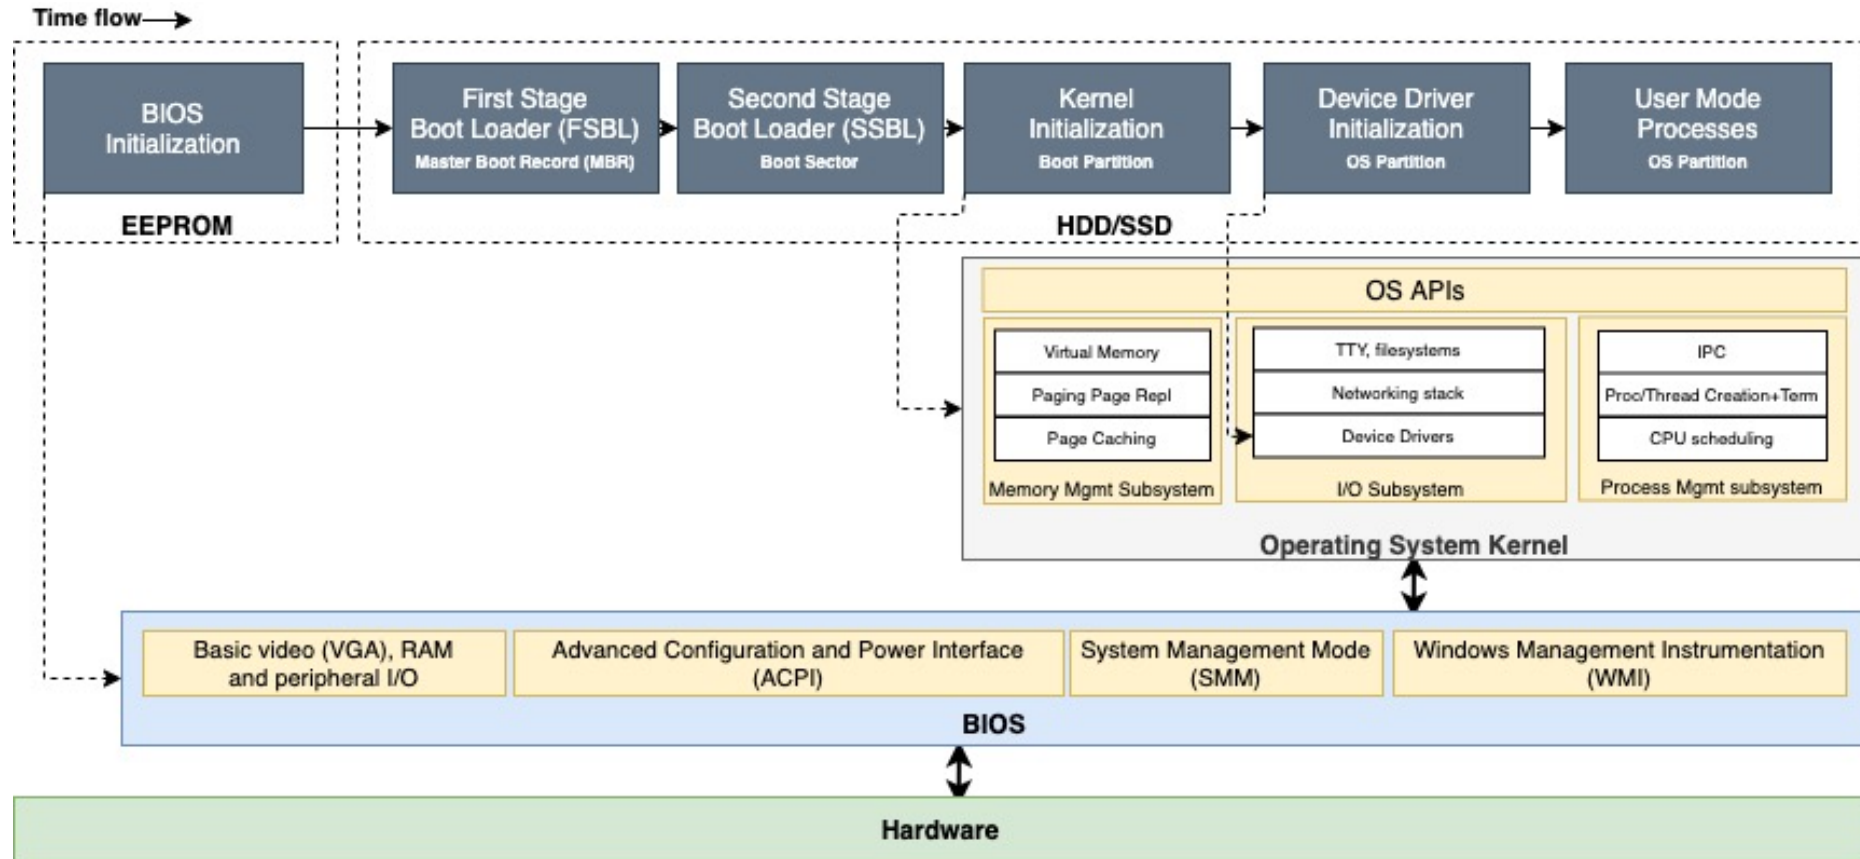 Time flow
BIOS
Initialization
First Stage
Boot Loader (FSBL)
Master Boot Record (MBR)
Second Stage
Boot Loader (SSBL)
Boot Sector
Kernel
Initialization
Boot Partition
Device Driver
Initialization
OS Partition
User Mode
Processes
OS Partition
EEPROM
HDD/SSD
OS APIs
Virtual Memory
Paging Page Repl
Page Caching
Memory Mgmt Subsystem
TTY, filesystems
Networking stack
Device Drivers
I/O Subsystem
IPC
Proc/Thread Creation+Term
CPU scheduling
Process Mgmt subsystem
Operating System Kernel
Basic video (VGA), RAM
and peripheral I/O
Advanced Configuration and Power Interface
(ACPI)
System Management Mode
(SMM)
Windows Management Instrumentation
(WMI)
BIOS
Hardware